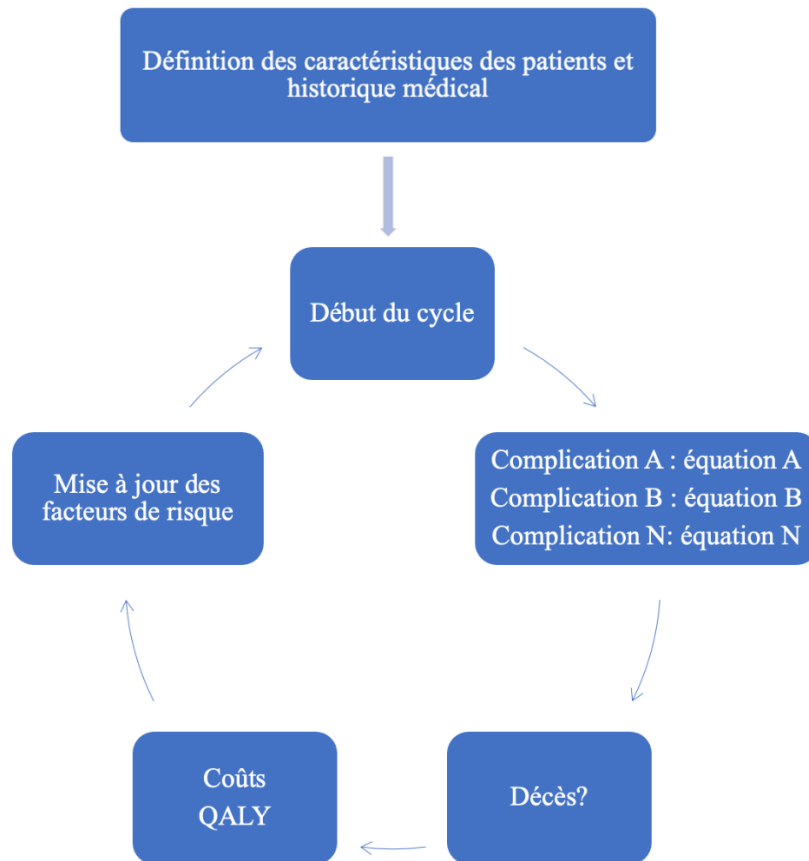 Définition des caractéristiques des patients et
historique médical
Début du cycle
Complication A : équation A
Complication B : équation B
Complication N: équation N
Mise à jour des
facteurs de risque
Coûts
QALY
Décès?